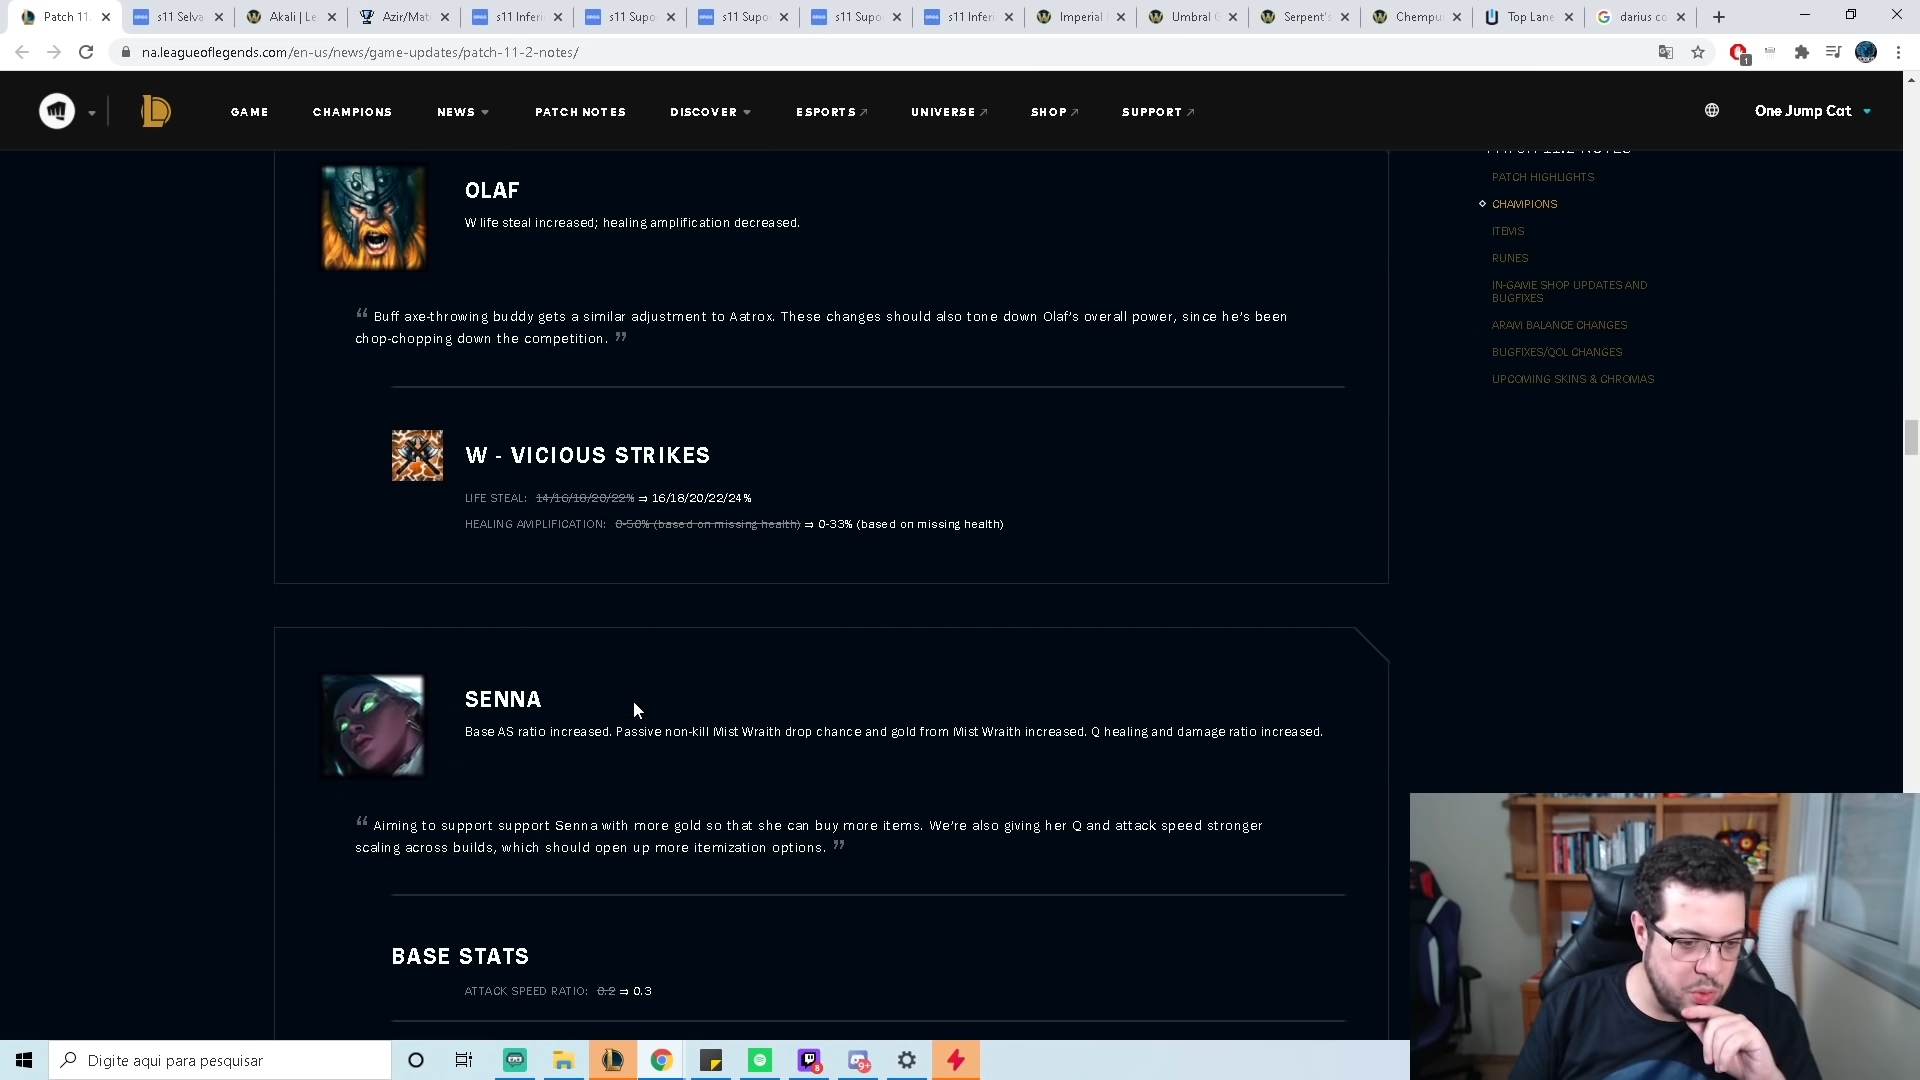 Patch 11.
s11 Selva
Akali | Le
Azir/Mat
s11 Inferi
s11 Supo
s11 Supo
s11 Supo
s11 Inferi
Imperial
Umbral G
Serpent's
Chempu
Top Lane
darius co
na.leagueoflegends.com/en-us/news/game-updates/patch-11-2-notes/
1
GAME
CHAMPIONS
NEWS
PATCH NOTES
DISCOVER
ESPORTS
UNIVERSE
SHOP
SUPPORT
One Jump Cat
PATCH 11.2 NOTES
PATCH HIGHLIGHTS
CHAMPIONS
ITEMS
RUNES
IN-GAME SHOP UPDATES AND
BUGFIXES
ARAM BALANCE CHANGES
BUGFIXES/QOL CHANGES
UPCOMING SKINS & CHROMAS
OLAF
W life steal increased; healing amplification decreased.
“ Buff axe-throwing buddy gets a similar adjustment to Aatrox. These changes should also tone down Olaf's overall power, since he's been
chop-chopping down the competition. ”
W - VICIOUS STRIKES
LIFE STEAL: 14/16/18/20/22% ⇒ 16/18/20/22/24%
HEALING AMPLIFICATION: 0-50% (based on missing health) ⇒ 0-33% (based on missing health)
SENNA
Base AS ratio increased. Passive non-kill Mist Wraith drop chance and gold from Mist Wraith increased. Q healing and damage ratio increased.
“ Aiming to support support Senna with more gold so that she can buy more items. We're also giving her Q and attack speed stronger
scaling across builds, which should open up more itemization options. ”
BASE STATS
ATTACK SPEED RATIO: 0.2 ⇒ 0.3
Digite aqui para pesquisar
8
9+